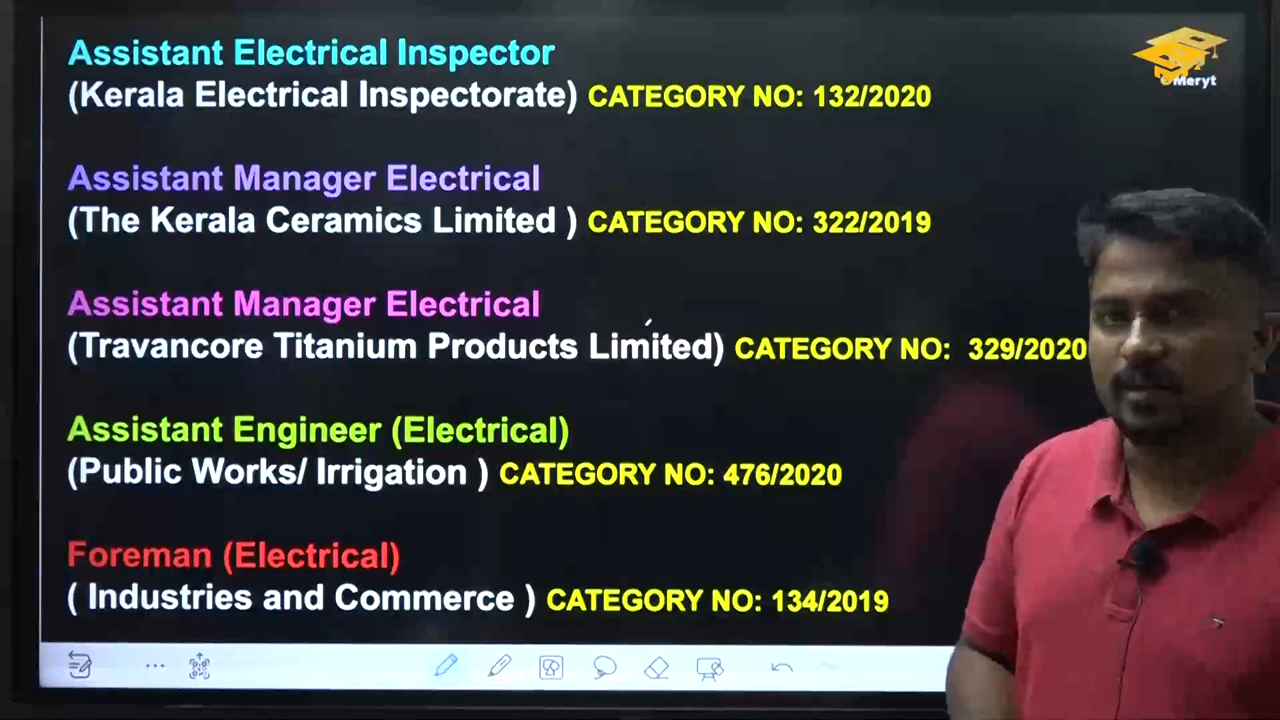 Assistant Electrical Inspector
(Kerala Electrical Inspectorate) CATEGORY NO: 132/2020
Meryt
Assistant Manager Electrical
(The Kerala Ceramics Limited ) CATEGORY NO: 322/2019
Assistant Manager Electrical
(Travancore Titanium Products Limited) CATEGORY NO: 329/2020
Assistant Engineer (Electrical)
(Public Works/ Irrigation ) CATEGORY NO: 476/2020
Foreman (Electrical)
( Industries and Commerce ) CATEGORY NO: 134/2019